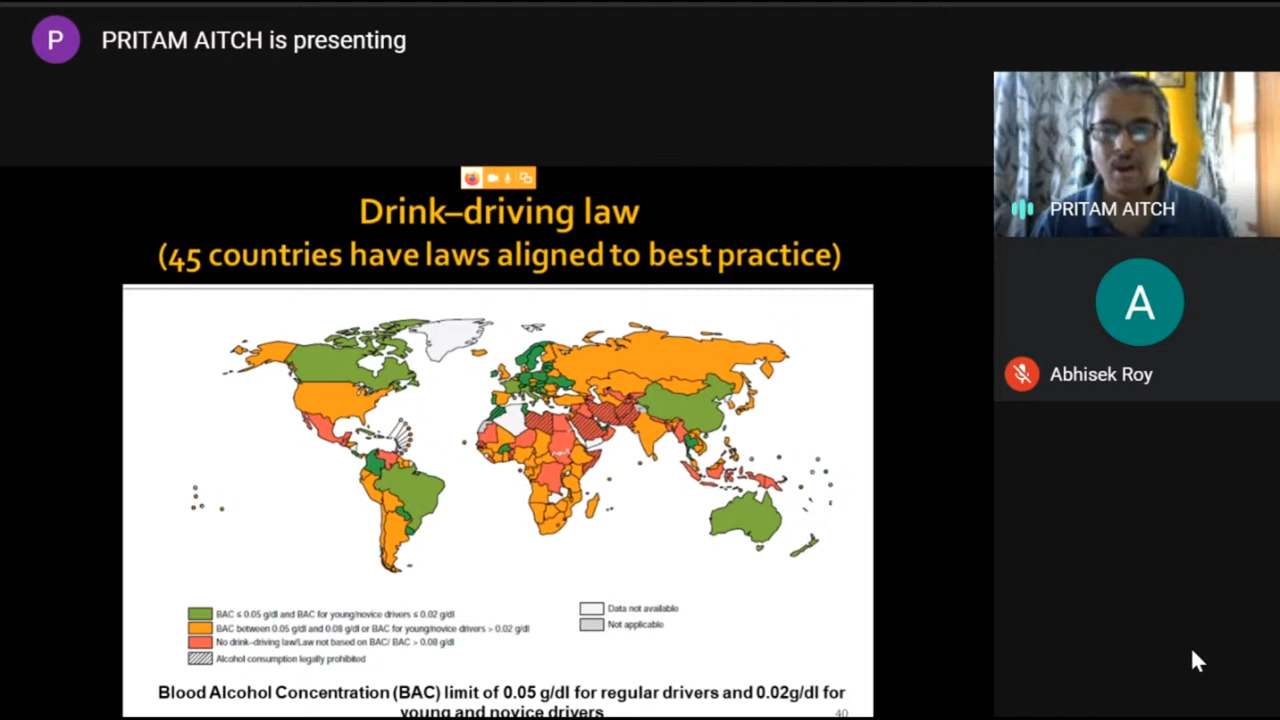 P
PRITAM AITCH is presenting
Drink–driving law
(45 countries have laws aligned to best practice)
BAC ≤ 0.05 g/dl and BAC for young/novice drivers ≤ 0.02 g/dl
BAC between 0.05 g/dl and 0.08 g/dl or BAC for young/novice drivers > 0.02 g/dl
No drink–driving law/Law not based on BAC/ BAC > 0.08 g/dl
Alcohol consumption legally prohibited
Data not available
Not applicable
Blood Alcohol Concentration (BAC) limit of 0.05 g/dl for regular drivers and 0.02g/dl for
young and novice drivers
40
PRITAM AITCH
A
Abhisek Roy